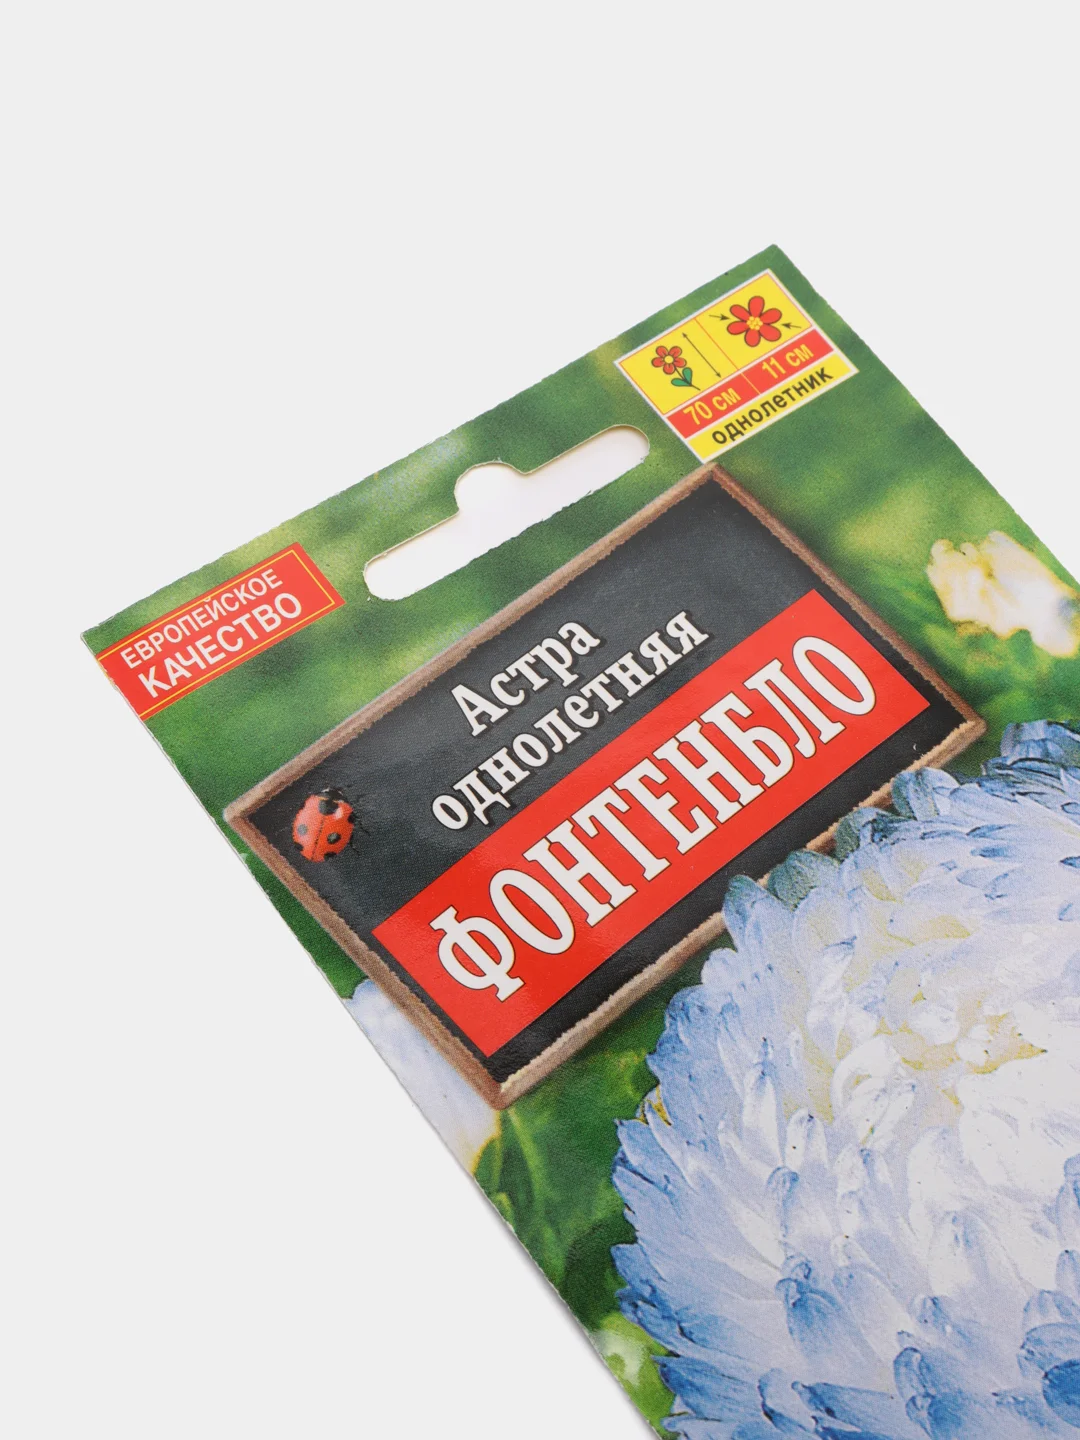 70 см
11 см
однолетник
ЕВРОПЕЙСКОЕ
КАЧЕСТВО
Астра
однолетняя
ФОНТЕНБЛО